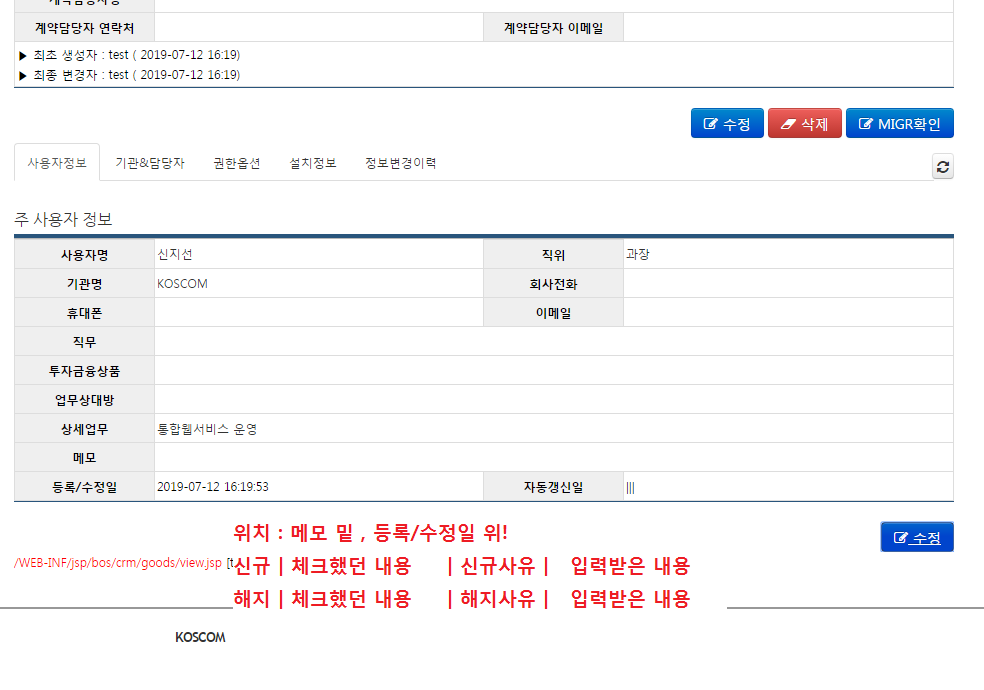 계약담당자 연락처 계약담당자 이메일
▶ 최초 생성자 : test ( 2019-07-12 16:19)
▶ 최종 변경자 : test ( 2019-07-12 16:19)
수정 삭제 MIGR확인
사용자정보 기관&담당자 권한옵션 설치정보 정보변경이력
주 사용자 정보
사용자명 신지선 직위 과장
기관명 KOSCOM 회사전화
휴대폰 이메일
직무
투자금융상품
업무상대방
상세업무 통합웹서비스 운영
메모
등록/수정일 2019-07-12 16:19:53 자동갱신일 |||
위치 : 메모 밑 , 등록/수정일 위!
수정
/WEB-INF/jsp/bos/crm/goods/view.jsp [t
신규 | 체크했던 내용 | 신규사유 | 입력받은 내용
해지 | 체크했던 내용 | 해지사유 | 입력받은 내용
KOSCOM